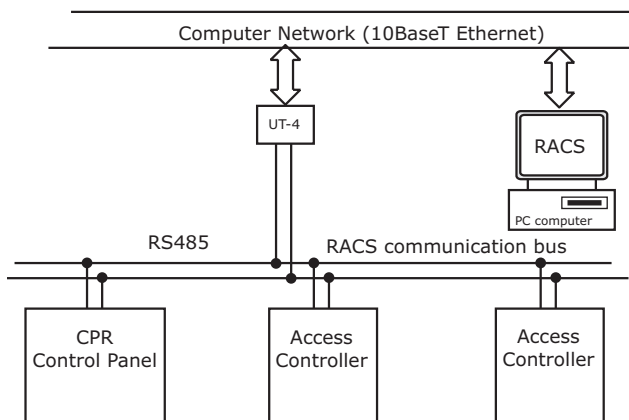 Computer Network (10BaseT Ethernet)
UT-4
RACS
PC computer
RS485
RACS communication bus
CPR
Control Panel
Access
Controller
Access
Controller